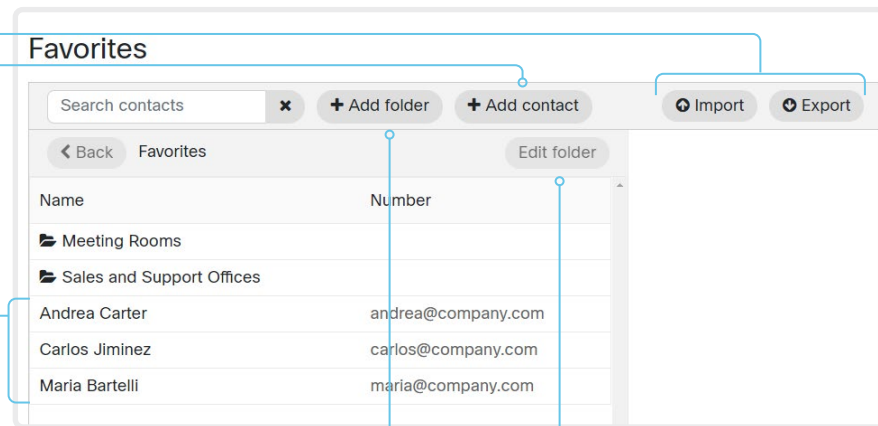 Favorites
Search contacts Add folder Add contact Import Export
Back Favorites Edit folder
Name Number
Meeting Rooms
Sales and Support Offices
Andrea Carter andrea@company.com
Carlos Jiminez carlos@company.com
Maria Bartelli maria@company.com